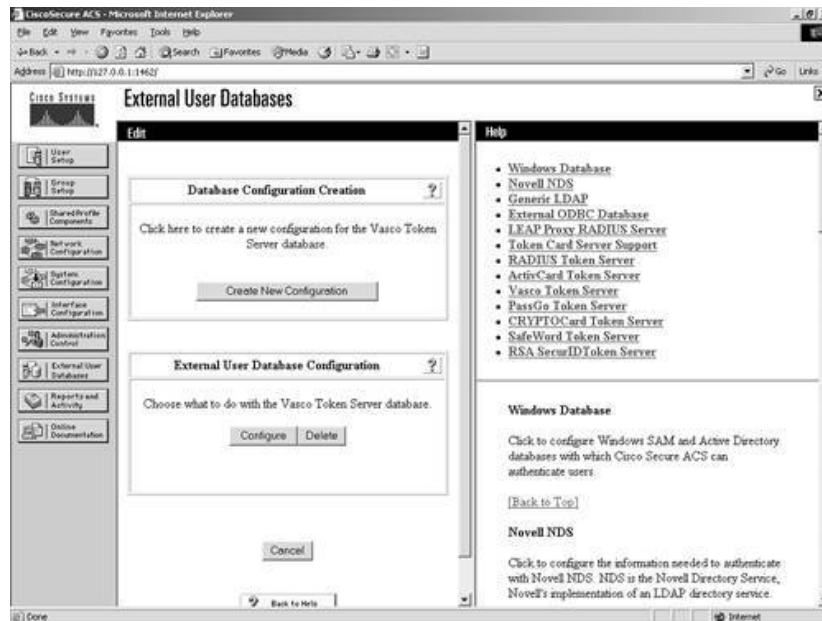 CiscoSecure ACS - Microsoft Internet Explorer
File Edit View Favorites Tools Help
Back Search Favorites Media
Address http://127.0.0.1:1462/ Go Links
Cisco Systems
External User Databases
User
Setup
Group
Setup
Shared Profile
Components
Network
Configuration
System
Configuration
Interface
Configuration
Administration
Control
External User
Databases
Reports and
Activity
Online
Documentation
Edit
Database Configuration Creation ?
Click here to create a new configuration for the Vasco Token
Server database.
Create New Configuration
External User Database Configuration ?
Choose what to do with the Vasco Token Server database.
Configure Delete
Cancel
? Back to Help
Help
• Windows Database
• Novell NDS
• Generic LDAP
• External ODBC Database
• LEAP Proxy RADIUS Server
• Token Card Server Support
• RADIUS Token Server
• ActivCard Token Server
• Vasco Token Server
• PassGo Token Server
• CRYPTOCard Token Server
• SafeWord Token Server
• RSA SecurIDToken Server
Windows Database
Click to configure Windows SAM and Active Directory
databases with which Cisco Secure ACS can
authenticate users.
[Back to Top]
Novell NDS
Click to configure the information needed to authenticate
with Novell NDS. NDS is the Novell Directory Service,
Novell's implementation of an LDAP directory service.
Done Internet